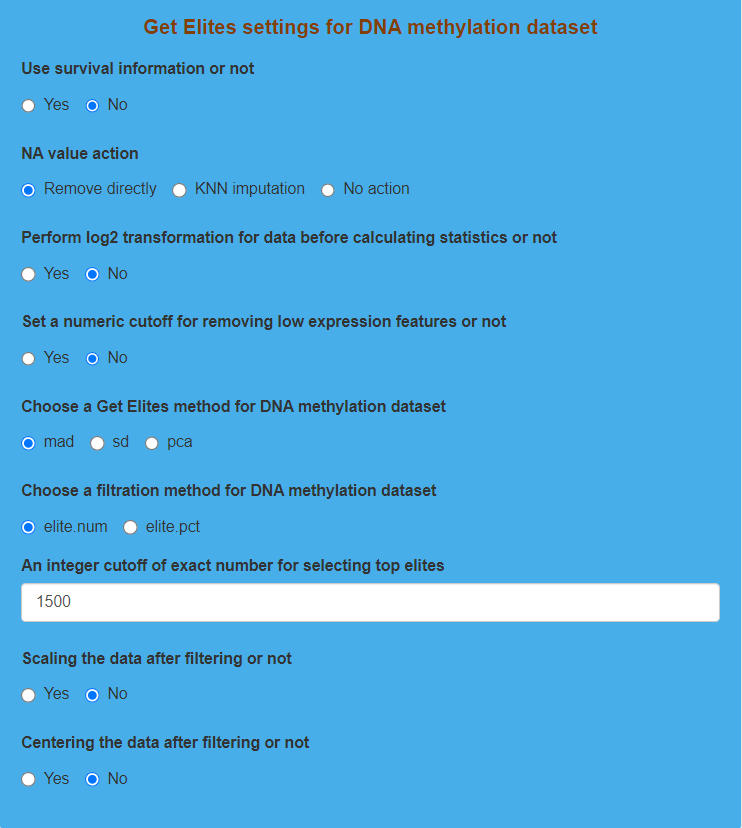 Get Elites settings for DNA methylation dataset
Use survival information or not
Yes No
NA value action
Remove directly KNN imputation No action
Perform log2 transformation for data before calculating statistics or not
Yes No
Set a numeric cutoff for removing low expression features or not
Yes No
Choose a Get Elites method for DNA methylation dataset
mad sd pca
Choose a filtration method for DNA methylation dataset
elite.num elite.pct
An integer cutoff of exact number for selecting top elites
1500
Scaling the data after filtering or not
Yes No
Centering the data after filtering or not
Yes No